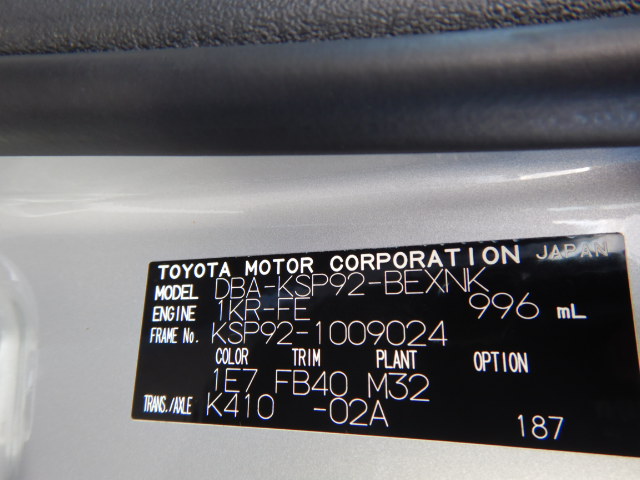 TOYOTA MOTOR CORPORATION JAPAN
MODEL DBA-KSP92-BEXNK
ENGINE 1KR-FE 996 mL
FRAME No. KSP92-1009024
COLOR TRIM PLANT OPTION
1E7 FB40 M32
TRANS./AXLE K410 -02A
187